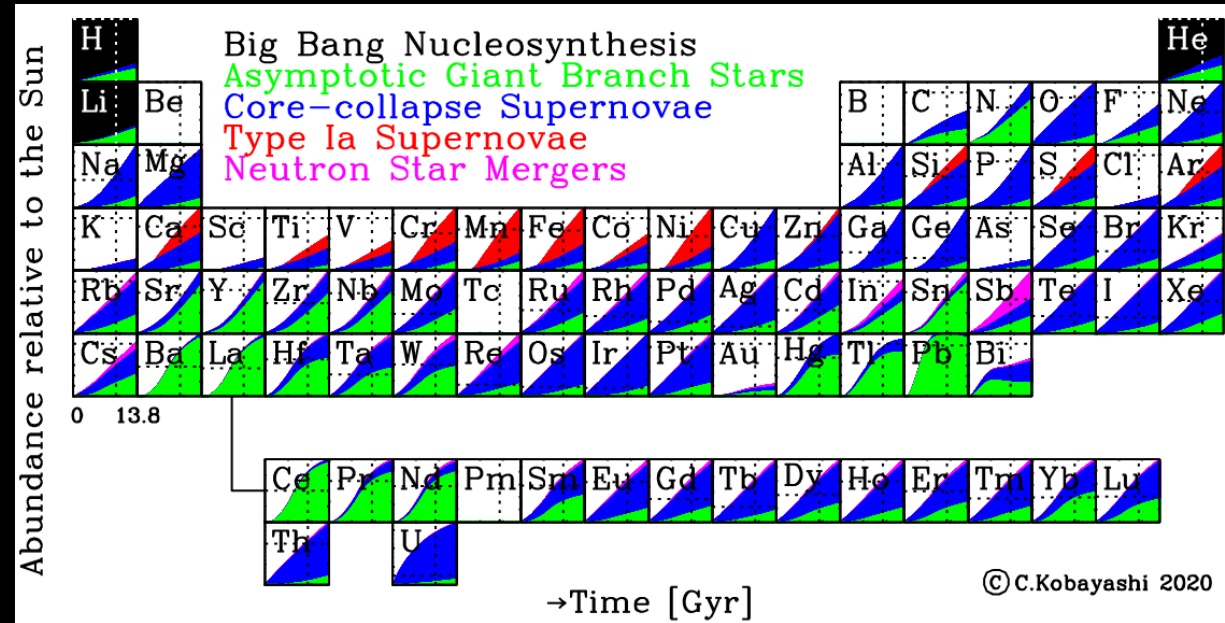 Abundance relative to the Sun
H He
Big Bang Nucleosynthesis
Asymptotic Giant Branch Stars
Core-collapse Supernovae
Type Ia Supernovae
Neutron Star Mergers
Li Be B C N O F Ne
Na Mg Al Si P S Cl Ar
K Ca Sc Ti V Cr Mn Fe Co Ni Cu Zn Ga Ge As Se Br Kr
Rb Sr Y Zr Nb Mo Tc Ru Rh Pd Ag Cd In Sn Sb Te I Xe
Cs Ba La Hf Ta W Re Os Ir Pt Au Hg Tl Pb Bi
0 13.8
Ce Pr Nd Pm Sm Eu Gd Tb Dy Ho Er Tm Yb Lu
Th U
→Time [Gyr]
© C.Kobayashi 2020